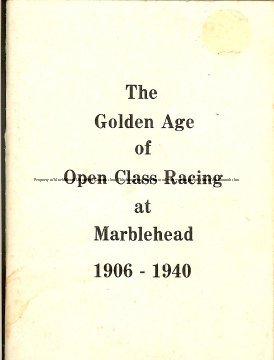 The
Golden Age
of
Open Class Racing
at
Marblehead
1906 - 1940